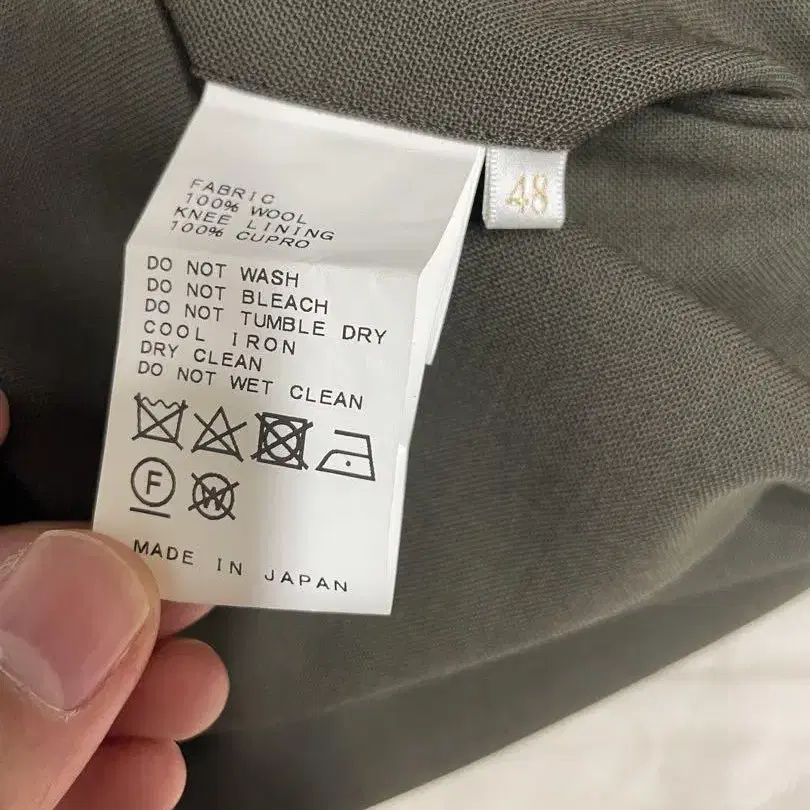 FABRIC
100% WOOL
KNEE LINING
100% CUPRO
48
DO NOT WASH
DO NOT BLEACH
DO NOT TUMBLE DRY
COOL IRON
DRY CLEAN
DO NOT WET CLEAN
F W
MADE IN JAPAN